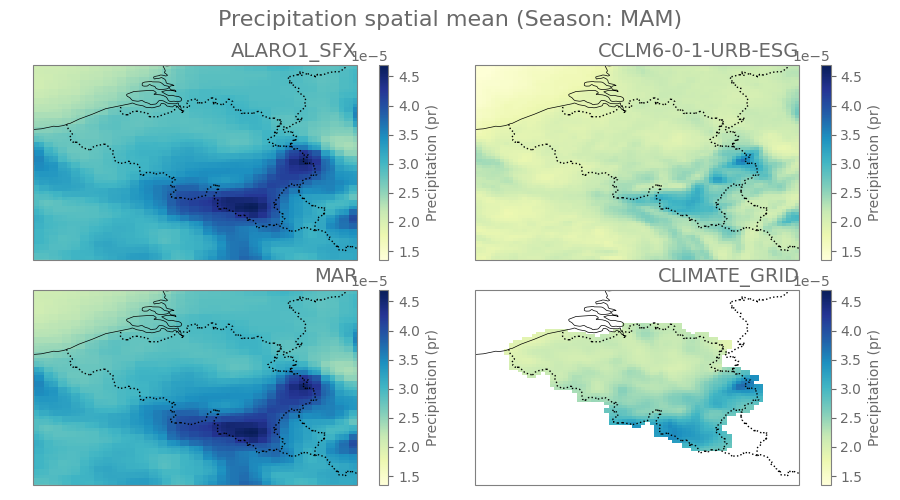 Precipitation spatial mean (Season: MAM)
ALARO1_SFX
1e−5
4.5
4.0
3.5
3.0
2.5
2.0
1.5
Precipitation (pr)
CCLM6-0-1-URB-ESG
1e−5
4.5
4.0
3.5
3.0
2.5
2.0
1.5
Precipitation (pr)
MAR
1e−5
4.5
4.0
3.5
3.0
2.5
2.0
1.5
Precipitation (pr)
CLIMATE_GRID
1e−5
4.5
4.0
3.5
3.0
2.5
2.0
1.5
Precipitation (pr)